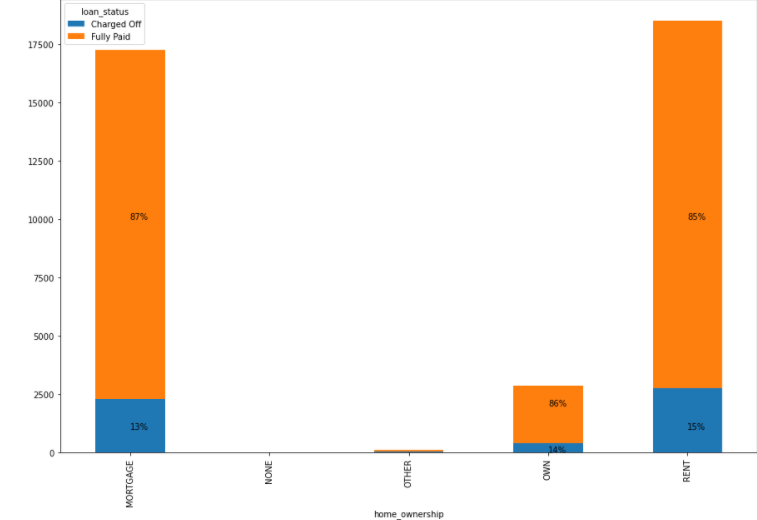 loan_status
Charged Off
Fully Paid
17500
15000
12500
10000
7500
5000
2500
0
87%
85%
86%
13%
14%
15%
MORTGAGE
NONE
OTHER
OWN
RENT
home_ownership